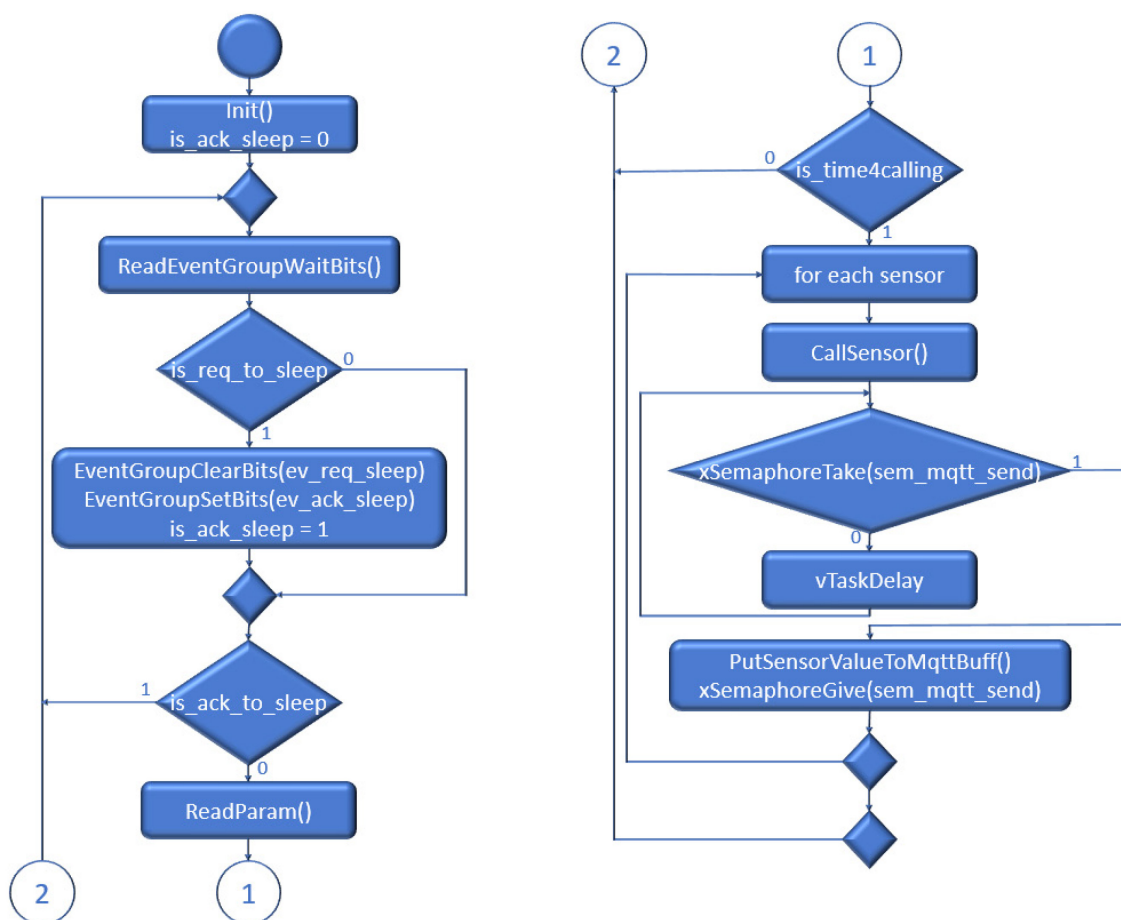 Init()
is_ack_sleep = 0
ReadEventGroupWaitBits()
is_req_to_sleep
0
1
EventGroupClearBits(ev_req_sleep)
EventGroupSetBits(ev_ack_sleep)
is_ack_sleep = 1
1
is_ack_to_sleep
0
ReadParam()
2
1
2
1
0
is_time4calling
1
for each sensor
CallSensor()
xSemaphoreTake(sem_mqtt_send)
1
0
vTaskDelay
PutSensorValueToMqttBuff()
xSemaphoreGive(sem_mqtt_send)